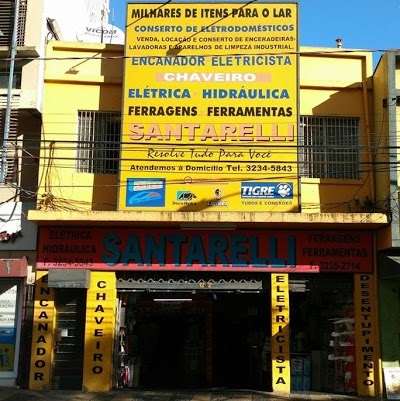 MILHARES DE ITENS PARA O LAR
CONSERTO DE ELETRODOMÉSTICOS
VENDA, LOCAÇÃO E CONSERTO DE ENCERADEIRAS-
LAVADORAS E APARELHOS DE LIMPEZA INDUSTRIAL.
ENCANADOR ELETRICISTA
CHAVEIRO
ELÉTRICA HIDRÁULICA
FERRAGENS FERRAMENTAS
SANTARELLI
Resolve Tudo Para Você
Atendemos à Domicílio Tel. 3234-5843
TIGRE
TUBOS E CONEXÕES
ELÉTRICA
HIDRÁULICA
SANTARELLI
FERRAGENS
FERRAMENTAS
ENCANADOR
CHAVEIRO
ELETRICISTA
DESENTUPIMENTO